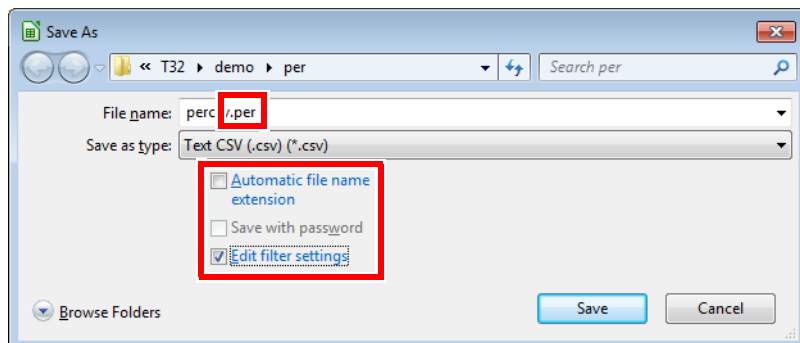 Save As
« T32 ▸ demo ▸ per
Search per
File name:
.per
Save as type: Text CSV (.csv) (*.csv)
Automatic file name
extension
Save with password
Edit filter settings
Browse Folders
Save Cancel